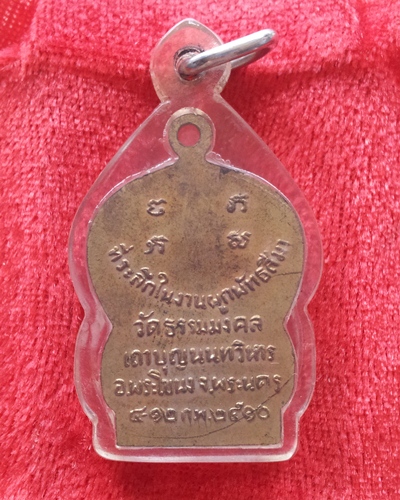 ที่ระลึกในงานผูกพัทธสีมา
วัดธรรมมงคล
เถาบุญนนทวิหาร
อ.พระโขนง จ.พระนคร
๕-๑๒ ก.พ. ๒๕๑๐